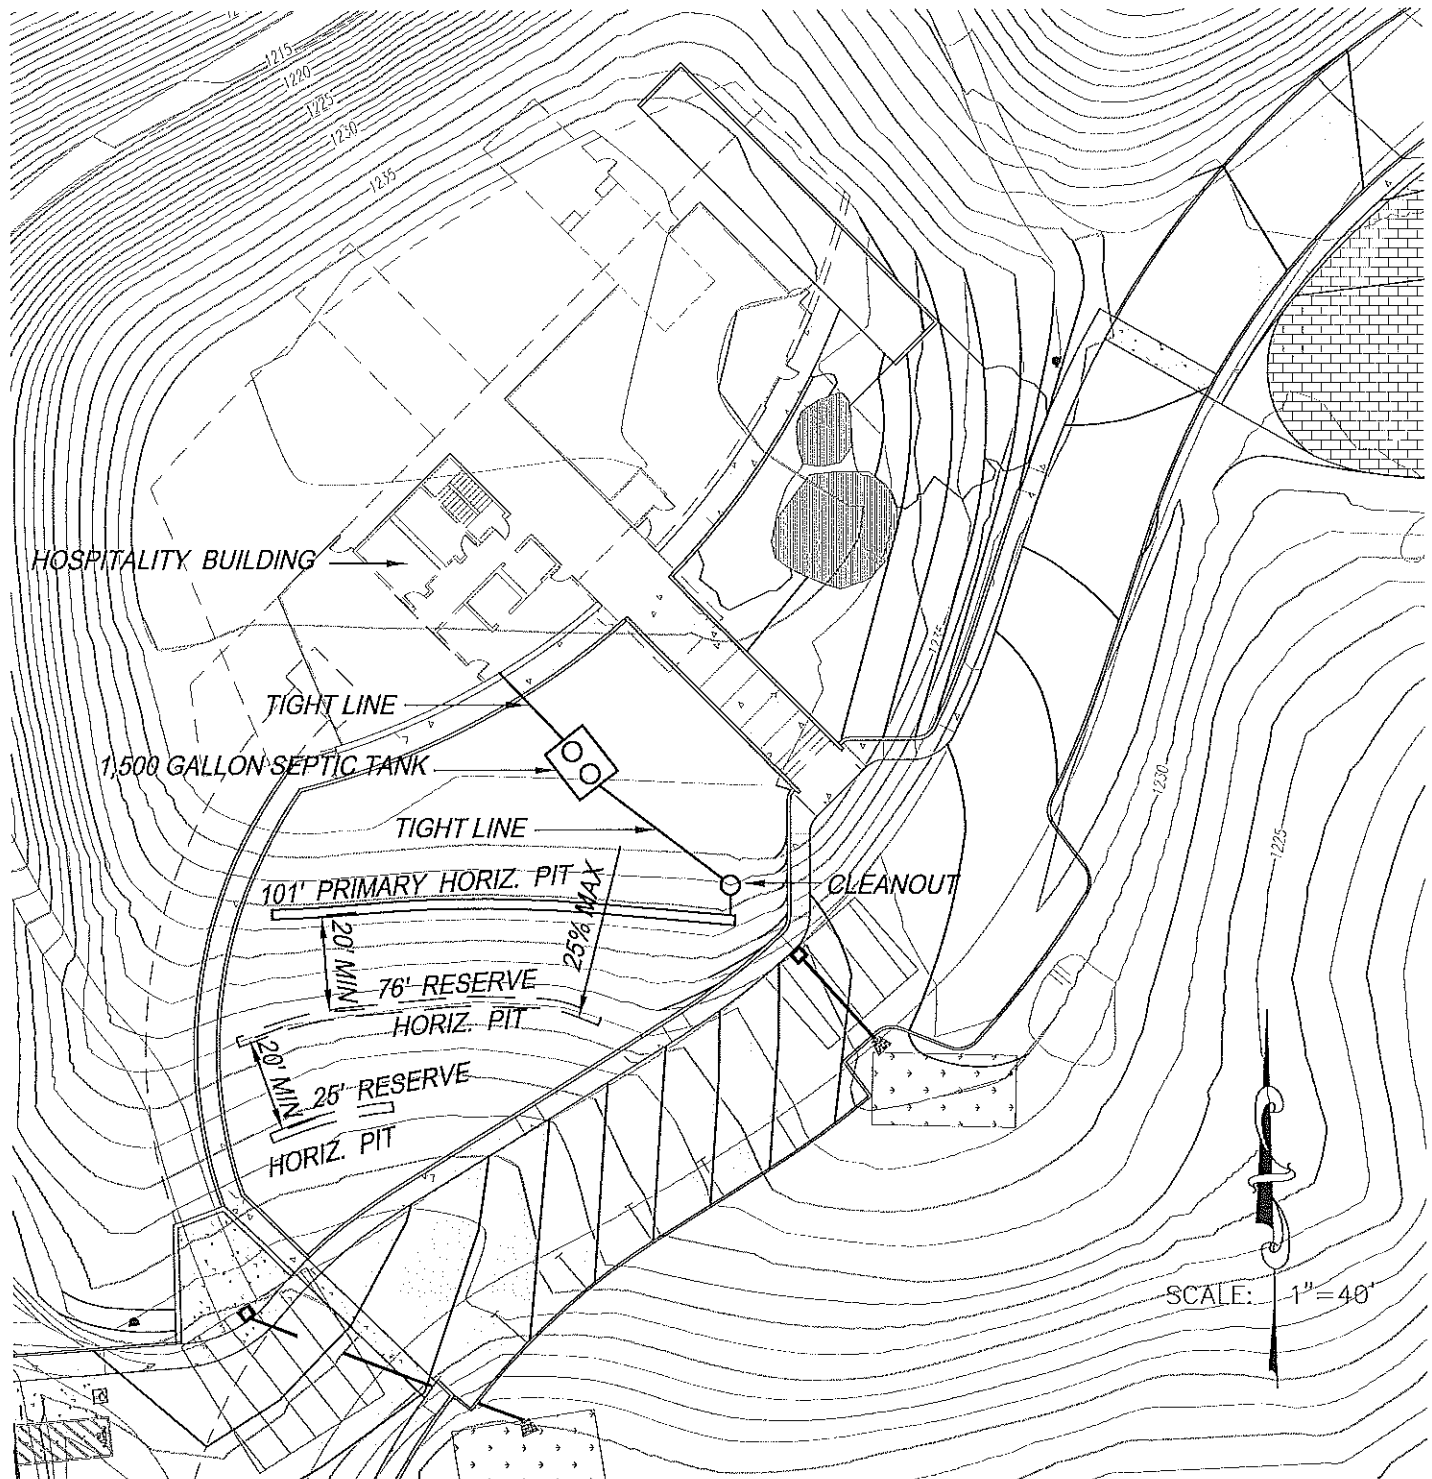 1215
1220
1225
1230
1235
HOSPITALITY BUILDING
1235
TIGHT LINE
1,500 GALLON SEPTIC TANK
1230
TIGHT LINE
1225
101' PRIMARY HORIZ. PIT
25% MAX
CLEANOUT
20' MIN
76' RESERVE
HORIZ. PIT
20' MIN
25' RESERVE
HORIZ. PIT
SCALE: 1"=40'